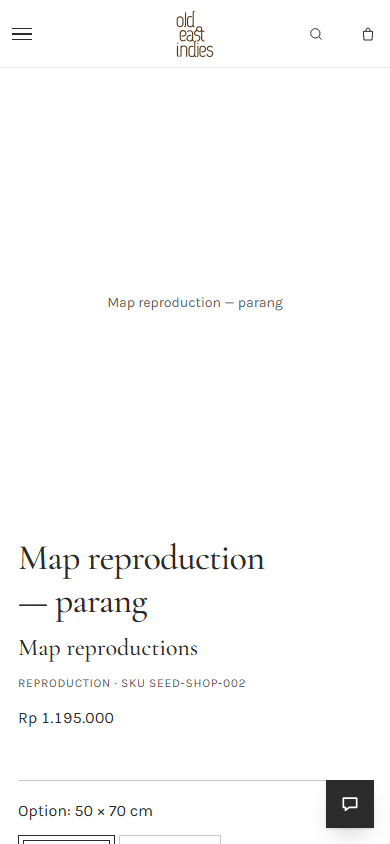 old
east
indies
Map reproduction — parang
Map reproduction
— parang
Map reproductions
REPRODUCTION · SKU SEED-SHOP-002
Rp 1.195.000
Option: 50 × 70 cm